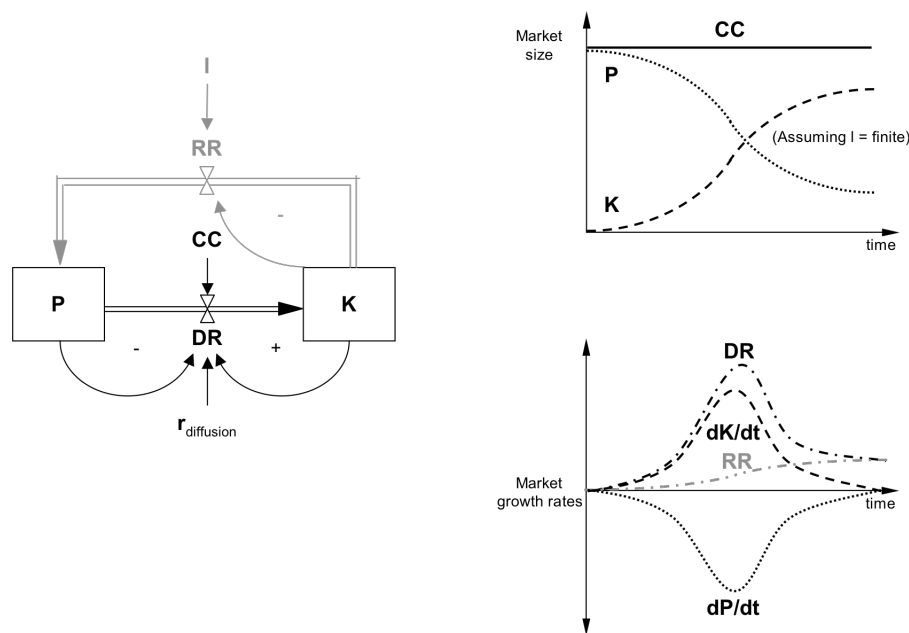 I
RR
-
CC
P
K
DR
-
+
r diffusion
Market
size
CC
P
(Assuming I = finite)
K
time
DR
dK/dt
RR
Market
growth rates
time
dP/dt